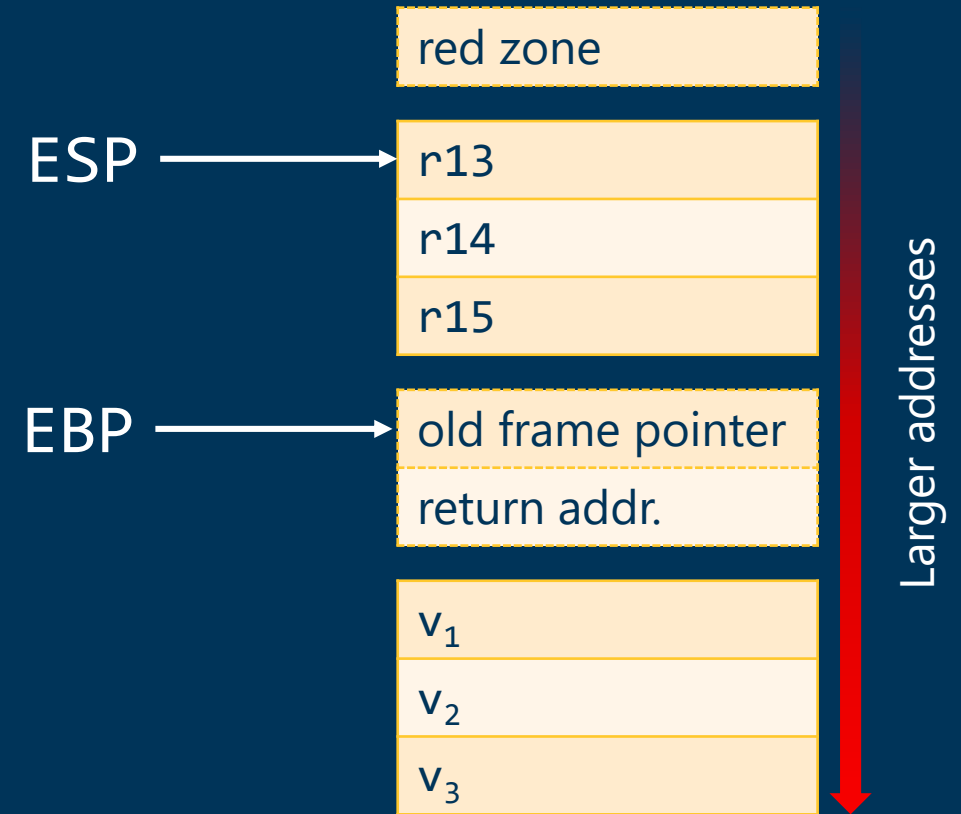 red zone
ESP
r13
r14
r15
EBP
old frame pointer
return addr.
v₁
v₂
v₃
Larger addresses